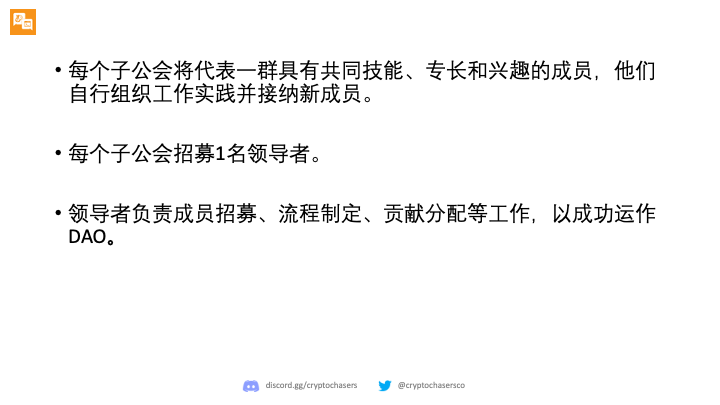 • 每个子公会将代表一群具有共同技能、专长和兴趣的成员，他们
自行组织工作实践并接纳新成员。
• 每个子公会招募1名领导者。
• 领导者负责成员招募、流程制定、贡献分配等工作，以成功运作
DAO。
discord.gg/cryptochasers @cryptochasersco